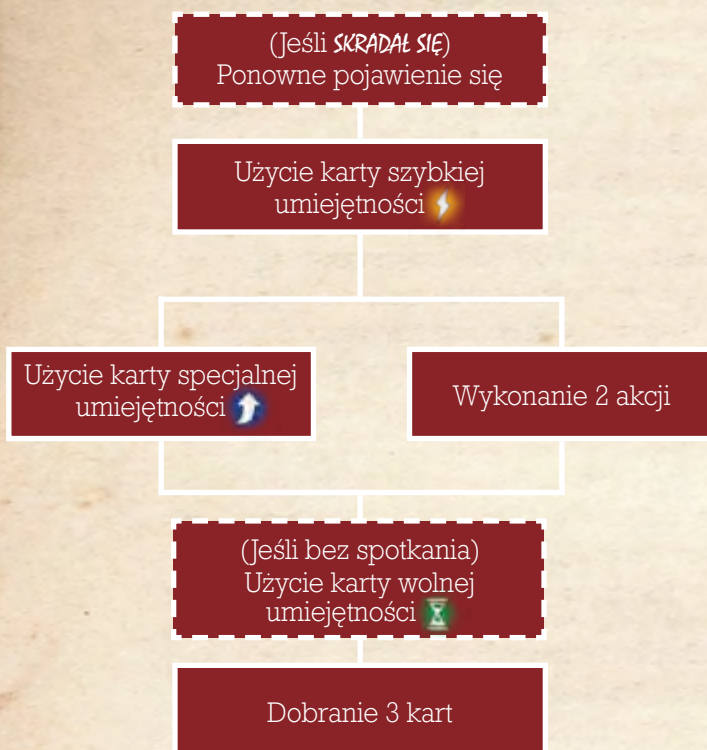 (Jeśli SKRADAŁ SIĘ)
Ponowne pojawienie się
Użycie karty szybkiej
umiejętności
Użycie karty specjalnej
umiejętności
Wykonanie 2 akcji
(Jeśli bez spotkania)
Użycie karty wolnej
umiejętności
Dobranie 3 kart